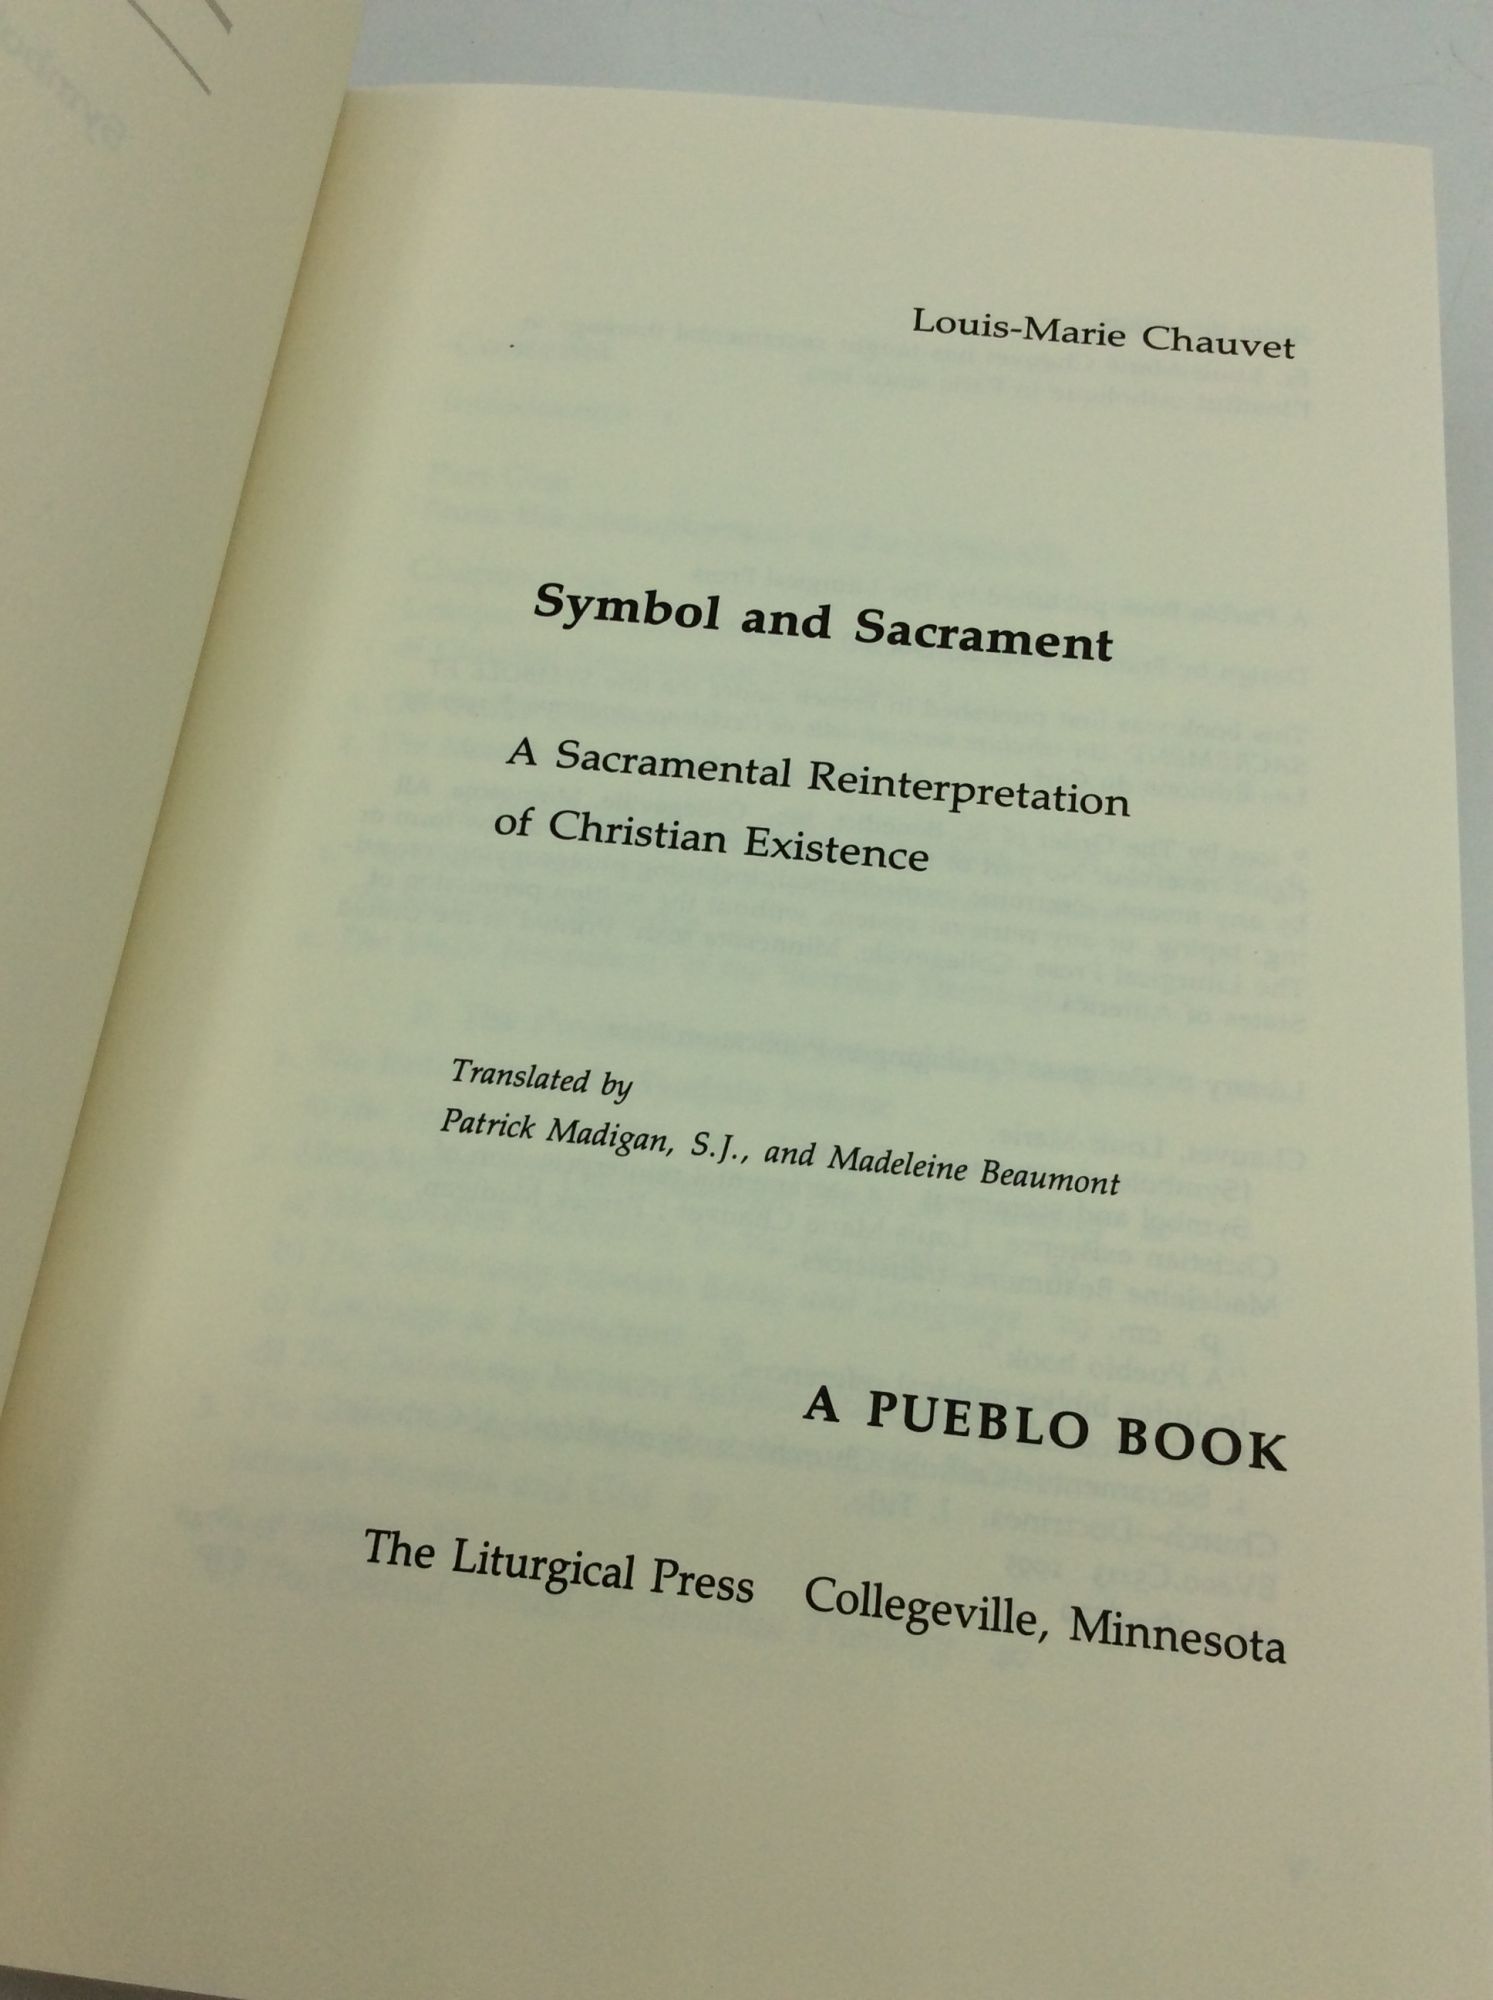 Louis-Marie Chauvet
Symbol and Sacrament
A Sacramental Reinterpretation
of Christian Existence
Translated by
Patrick Madigan, S.J., and Madeleine Beaumont
A PUEBLO BOOK
The Liturgical Press Collegeville, Minnesota